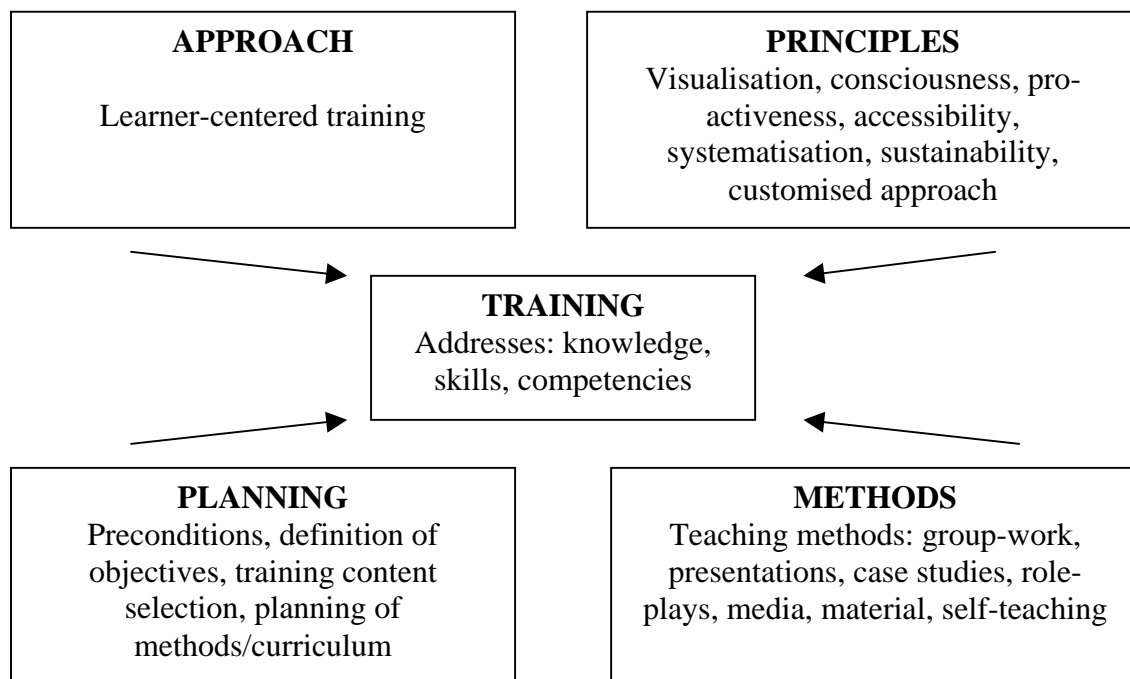 APPROACH
Learner-centered training
PRINCIPLES
Visualisation, consciousness, pro-
activeness, accessibility,
systematisation, sustainability,
customised approach
TRAINING
Addresses: knowledge,
skills, competencies
PLANNING
Preconditions, definition of
objectives, training content
selection, planning of
methods/curriculum
METHODS
Teaching methods: group-work,
presentations, case studies, role-
plays, media, material, self-teaching